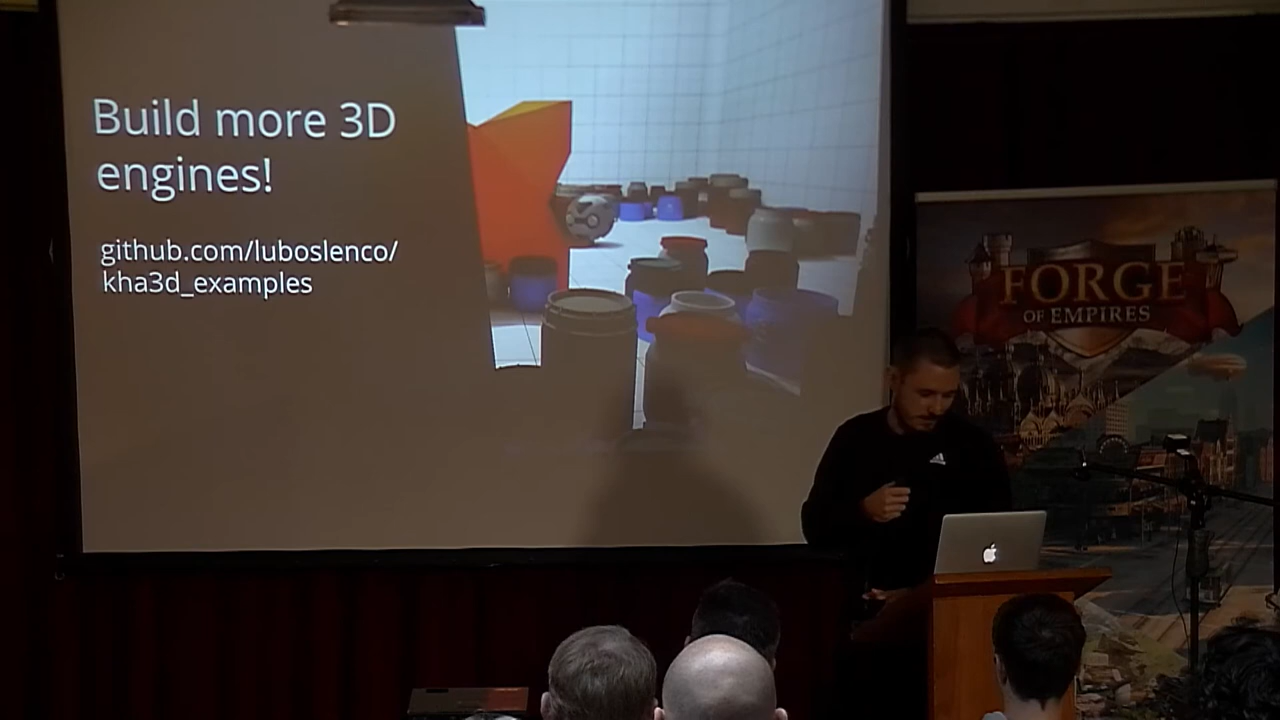 Build more 3D
engines!
github.com/luboslenco/
kha3d_examples
FORGE
OF EMPIRES